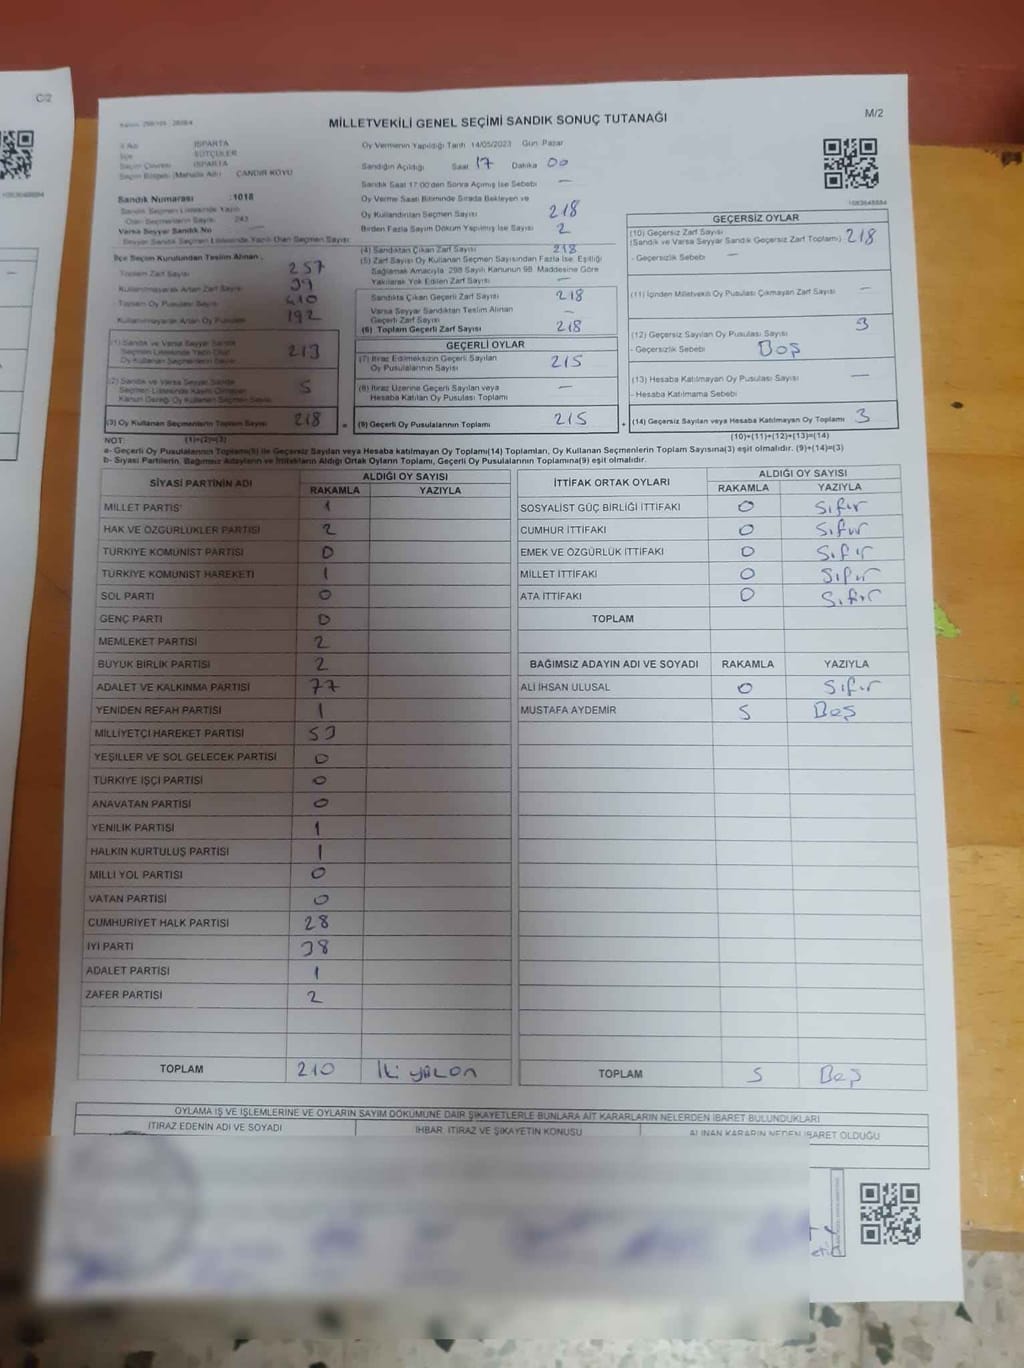 C/2
M/2
MİLLETVEKİLİ GENEL SEÇİMİ SANDIK SONUÇ TUTANAĞI
ISPARTA
SÜTÇÜLER
ISPARTA
ÇANDIR KÖYÜ
Sandık Numarası :1018
Sandık Seçmen Listesinde Yazılı
Olan Seçmenlerin Sayısı 243
Varsa Seyyar Sandık No
Seyyar Sandık Seçmen Listesinde Yazılı Olan Seçmen Sayısı
İlçe Seçim Kurulundan Teslim Alınan
Toplam Zarf Sayısı 257
Kullanılmayarak Artan Zarf Sayısı 39
Toplam Oy Pusulası Sayısı 410
Kullanılmayarak Artan Oy Pusulası 192
(1) Sandık ve Varsa Seyyar Sandık
Seçmen Listesinde Yazılı Olup
Oy Kullanan Seçmenlerin Sayısı 213
(2) Sandık ve Varsa Seyyar Sandık
Seçmen Listesinde Kayıtlı Olmayan
Kanun Gereği Oy Kullanan Seçmen Sayısı 5
(3) Oy Kullanan Seçmenlerin Toplam Sayısı 218
Oy Vermenin Yapıldığı Tarih 14/05/2023 Gün Pazar
Sandığın Açıldığı Saat 17 Dakika 00
Sandık Saat 17:00'den Sonra Açılmış İse Sebebi —
Oy Verme Saati Bitiminde Sırada Bekleyen ve
Oy Kullandırılan Seçmen Sayısı 218
Birden Fazla Sayım Döküm Yapılmış İse Sayısı 2
(4) Sandıktan Çıkan Zarf Sayısı 218
(5) Zarf Sayısı Oy Kullanan Seçmen Sayısından Fazla İse, Eşitliği
Sağlamak Amacıyla 298 Sayılı Kanunun 98. Maddesine Göre
Yakılarak Yok Edilen Zarf Sayısı —
Sandıkta Çıkan Geçerli Zarf Sayısı 218
Varsa Seyyar Sandıktan Teslim Alınan
Geçerli Zarf Sayısı —
(6) Toplam Geçerli Zarf Sayısı 218
GEÇERLİ OYLAR
(7) İtiraz Edilmeksizin Geçerli Sayılan
Oy Pusulalarının Sayısı 215
(8) İtiraz Üzerine Geçerli Sayılan veya
Hesaba Katılan Oy Pusulası Toplamı —
(9) Geçerli Oy Pusulalarının Toplamı 215
1083648884
GEÇERSİZ OYLAR
(10) Geçersiz Zarf Sayısı
(Sandık ve Varsa Seyyar Sandık Geçersiz Zarf Toplamı) 218
- Geçersizlik Sebebi —
(11) İçinden Milletvekili Oy Pusulası Çıkmayan Zarf Sayısı —
(12) Geçersiz Sayılan Oy Pusulası Sayısı 3
- Geçersizlik Sebebi Boş
(13) Hesaba Katılmayan Oy Pusulası Sayısı —
- Hesaba Katılmama Sebebi
(14) Geçersiz Sayılan veya Hesaba Katılmayan Oy Toplamı 3
NOT: (1)+(2)=(3) (10)+(11)+(12)+(13)=(14)
a- Geçerli Oy Pusulalarının Toplamı(9) ile Geçersiz Sayılan veya Hesaba katılmayan Oy Toplamı(14) Toplamları, Oy Kullanan Seçmenlerin Toplam Sayısına(3) eşit olmalıdır. (9)+(14)=(3)
b- Siyasi Partilerin, Bağımsız Adayların ve İttifakların Aldığı Ortak Oyların Toplamı, Geçerli Oy Pusulalarının Toplamına(9) eşit olmalıdır.
SİYASİ PARTİNİN ADI ALDIĞI OY SAYISI
RAKAMLA YAZIYLA
MİLLET PARTİSİ 1
HAK VE ÖZGÜRLÜKLER PARTİSİ 2
TÜRKİYE KOMÜNİST PARTİSİ 0
TÜRKİYE KOMÜNİST HAREKETİ 1
SOL PARTİ 0
GENÇ PARTİ 0
MEMLEKET PARTİSİ 2
BÜYÜK BİRLİK PARTİSİ 2
ADALET VE KALKINMA PARTİSİ 77
YENİDEN REFAH PARTİSİ 1
MİLLİYETÇİ HAREKET PARTİSİ 53
YEŞİLLER VE SOL GELECEK PARTİSİ 0
TÜRKİYE İŞÇİ PARTİSİ 0
ANAVATAN PARTİSİ 0
YENİLİK PARTİSİ 1
HALKIN KURTULUŞ PARTİSİ 1
MİLLİ YOL PARTİSİ 0
VATAN PARTİSİ 0
CUMHURİYET HALK PARTİSİ 28
İYİ PARTİ 38
ADALET PARTİSİ 1
ZAFER PARTİSİ 2
TOPLAM 210 İki yüz on
İTTİFAK ORTAK OYLARI ALDIĞI OY SAYISI
RAKAMLA YAZIYLA
SOSYALİST GÜÇ BİRLİĞİ İTTİFAKI 0 Sıfır
CUMHUR İTTİFAKI 0 Sıfır
EMEK VE ÖZGÜRLÜK İTTİFAKI 0 Sıfır
MİLLET İTTİFAKI 0 Sıfır
ATA İTTİFAKI 0 Sıfır
TOPLAM
BAĞIMSIZ ADAYIN ADI VE SOYADI RAKAMLA YAZIYLA
ALİ İHSAN ULUSAL 0 Sıfır
MUSTAFA AYDEMİR 5 Beş
TOPLAM 5 Beş
OYLAMA İŞ VE İŞLEMLERİNE VE OYLARIN SAYIM DÖKÜMÜNE DAİR ŞİKAYETLERLE BUNLARA AİT KARARLARIN NELERDEN İBARET BULUNDUKLARI
İTİRAZ EDENİN ADI VE SOYADI İHBAR, İTİRAZ VE ŞİKAYETİN KONUSU ALINAN KARARIN NEDEN İBARET OLDUĞU